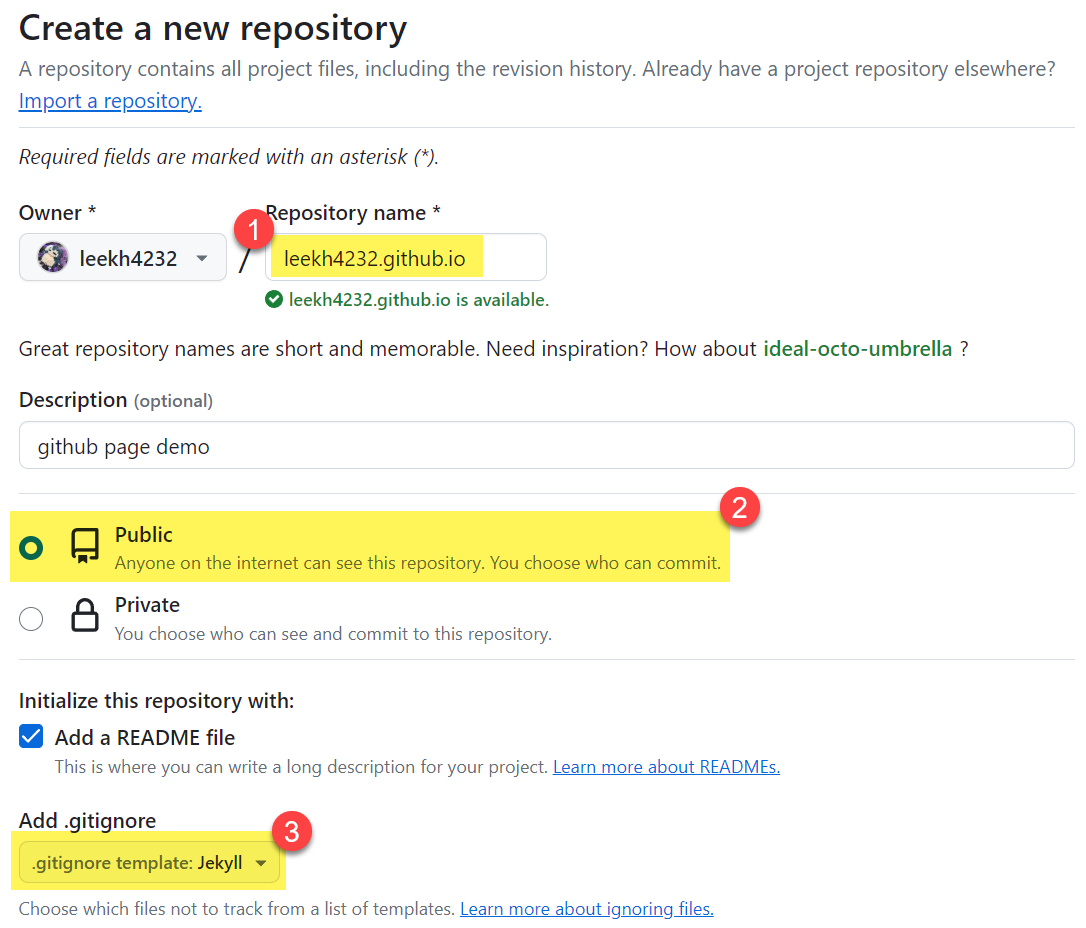 Create a new repository
A repository contains all project files, including the revision history. Already have a project repository elsewhere?
Import a repository.
Required fields are marked with an asterisk (*).
Owner *
1
Repository name *
leekh4232
/
leekh4232.github.io
leekh4232.github.io is available.
Great repository names are short and memorable. Need inspiration? How about ideal-octo-umbrella ?
Description (optional)
github page demo
2
Public
Anyone on the internet can see this repository. You choose who can commit.
Private
You choose who can see and commit to this repository.
Initialize this repository with:
Add a README file
This is where you can write a long description for your project. Learn more about READMEs.
Add .gitignore
3
.gitignore template: Jekyll
Choose which files not to track from a list of templates. Learn more about ignoring files.